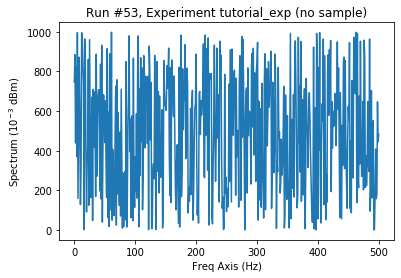 Run #53, Experiment tutorial_exp (no sample)
1000
800
600
400
200
0
Spectrum (10⁻³ dBm)
0 100 200 300 400 500
Freq Axis (Hz)